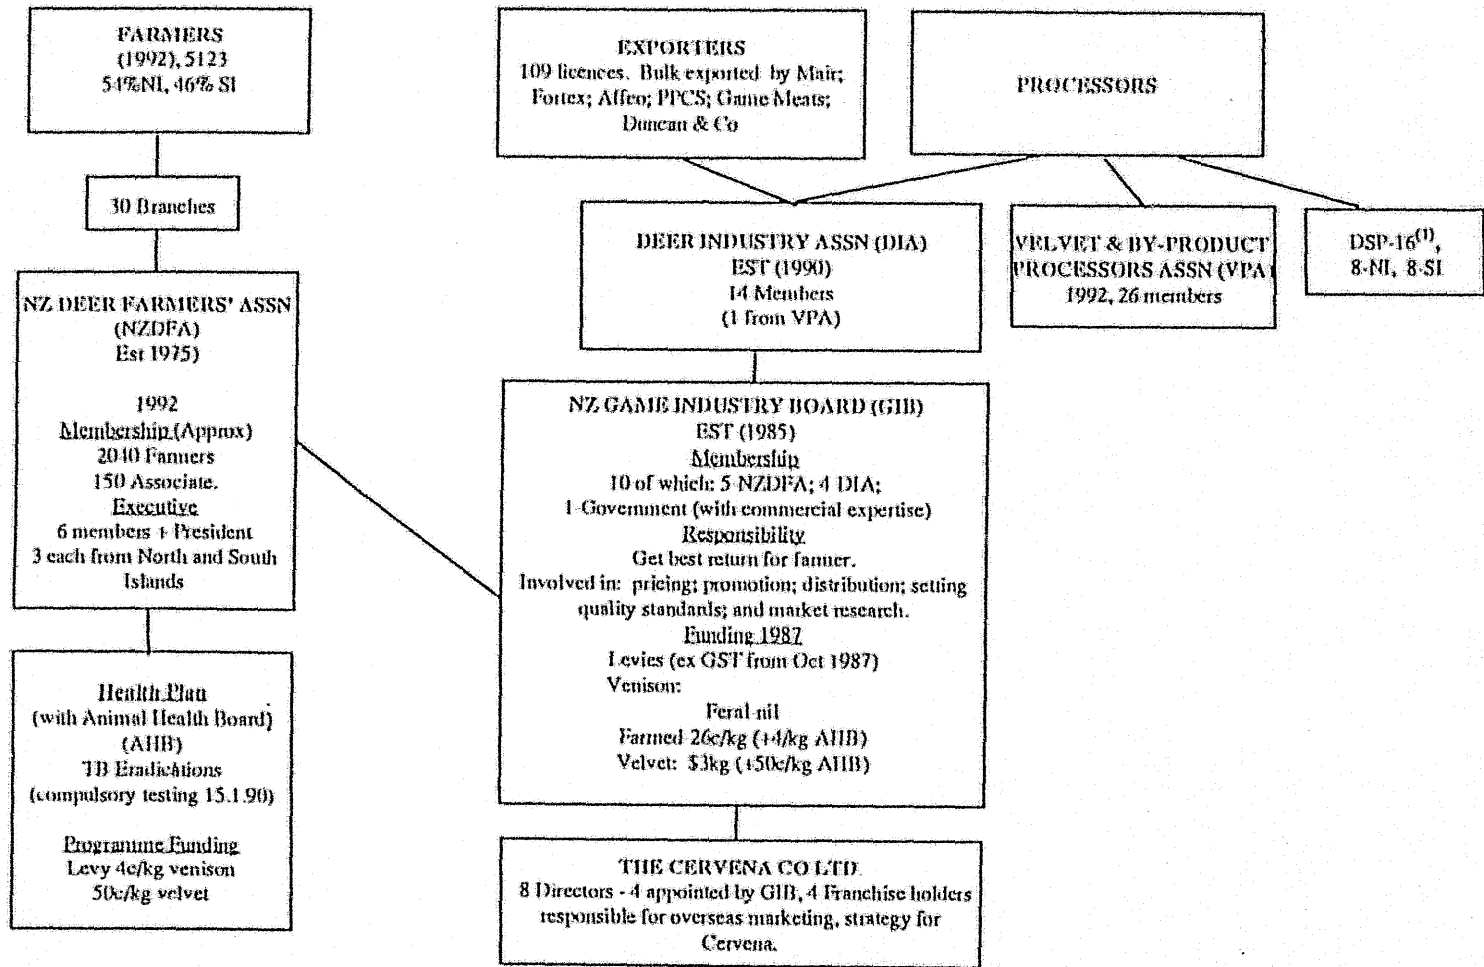 FARMERS
(1992), 5123
54%NI, 46% SI
EXPORTERS
109 licences. Bulk exported by Mair;
Fortex; Affco; PPCS; Game Meats;
Duncan & Co
PROCESSORS
30 Branches
NZ DEER FARMERS' ASSN
(NZDFA)
Est 1975)
1992
Membership (Approx)
2040 Farmers
150 Associate.
Executive
6 members + President
3 each from North and South
Islands
Health Plan
(with Animal Health Board)
(AHB)
TB Eradications
(compulsory testing 15.1.90)
Programme Funding
Levy 4c/kg venison
50c/kg velvet
DEER INDUSTRY ASSN (DIA)
EST (1990)
14 Members
(1 from VPA)
VELVET & BY-PRODUCT
PROCESSORS ASSN (VPA)
1992, 26 members
DSP-16(1),
8-NI, 8-SI
NZ GAME INDUSTRY BOARD (GIB)
EST (1985)
Membership
10 of which: 5 NZDFA; 4 DIA;
1-Government (with commercial expertise)
Responsibility
Get best return for farmer.
Involved in: pricing; promotion; distribution; setting
quality standards; and market research.
Funding 1987
Levies (ex GST from Oct 1987)
Venison:
Feral-nil
Farmed 26c/kg (+4/kg AHB)
Velvet: $3kg (+50c/kg AHB)
THE CERVENA CO LTD.
8 Directors - 4 appointed by GIB, 4 Franchise holders
responsible for overseas marketing, strategy for
Cervena.